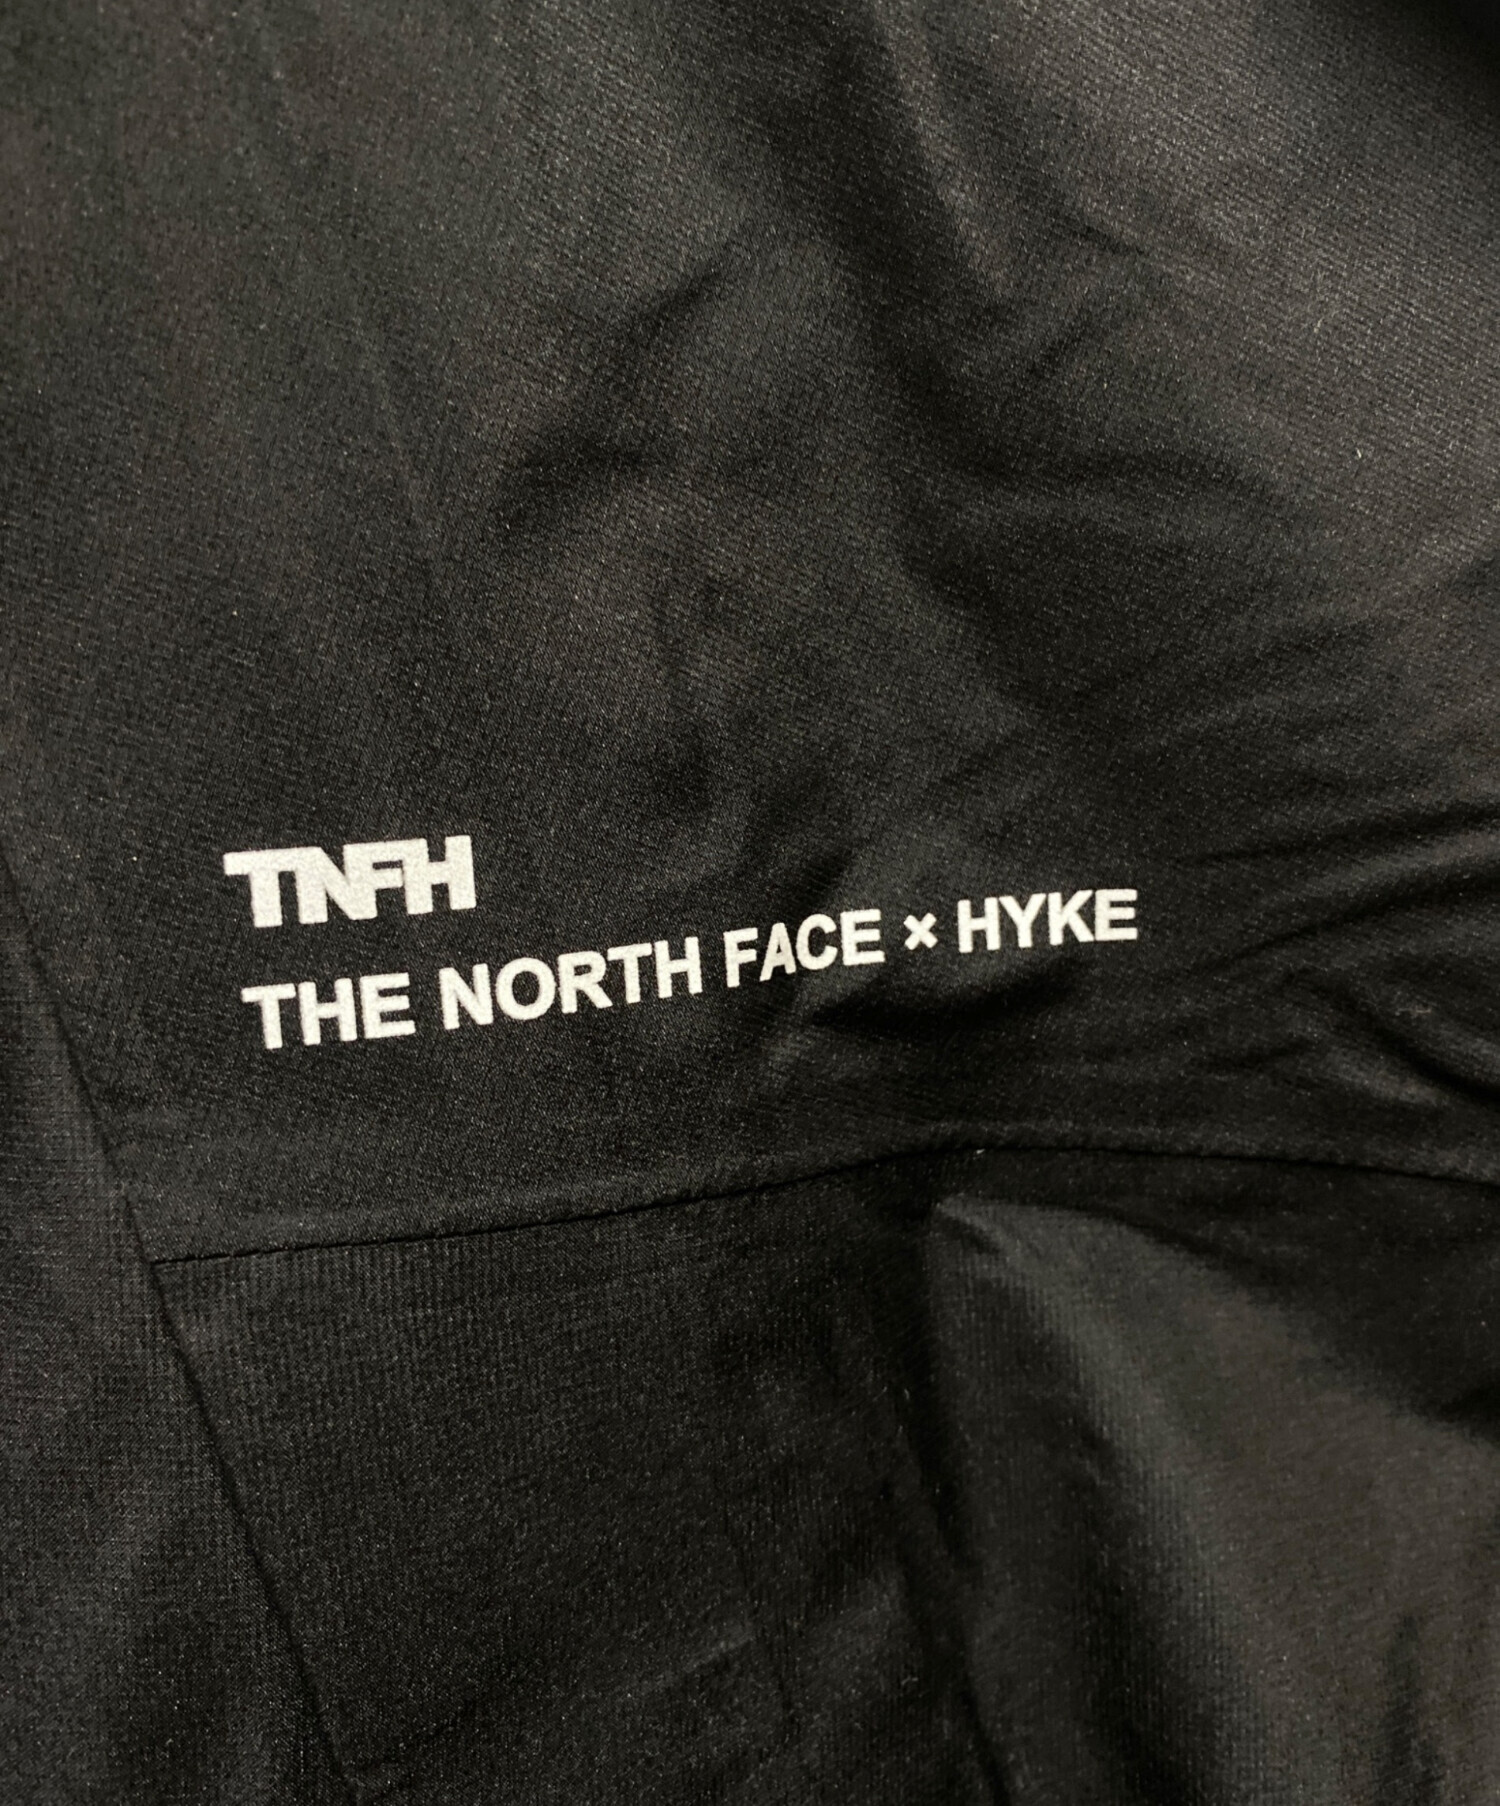 TNFH
THE NORTH FACE × HYKE